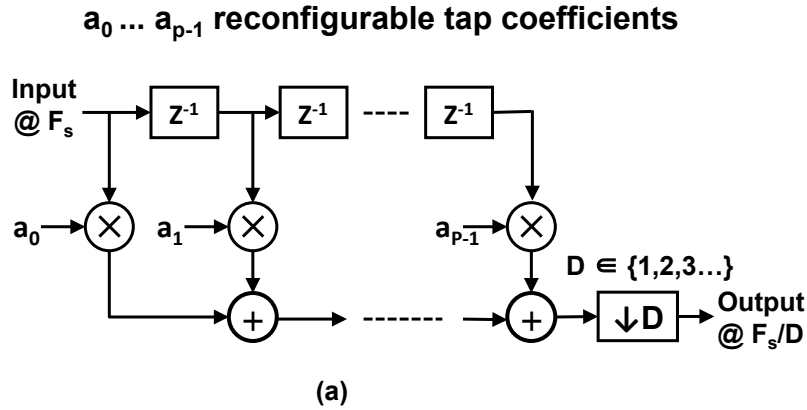 a₀ ... aₚ₋₁ reconfigurable tap coefficients
Input
@ Fₛ
Z⁻¹
Z⁻¹
Z⁻¹
a₀
a₁
a_P-1
D ∈ {1,2,3...}
↓D
Output
@ Fₛ/D
(a)